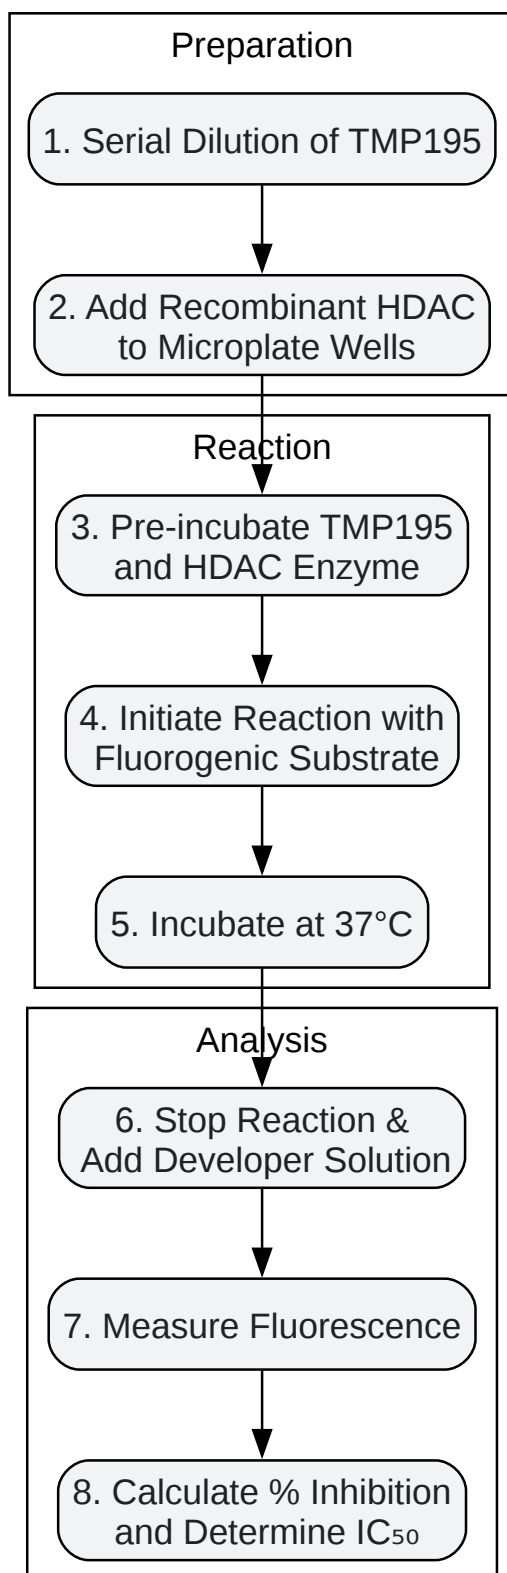 Preparation
1. Serial Dilution of TMP195
2. Add Recombinant HDAC
to Microplate Wells
Reaction
3. Pre-incubate TMP195
and HDAC Enzyme
4. Initiate Reaction with
Fluorogenic Substrate
5. Incubate at 37°C
Analysis
6. Stop Reaction &
Add Developer Solution
7. Measure Fluorescence
8. Calculate % Inhibition
and Determine IC₅₀